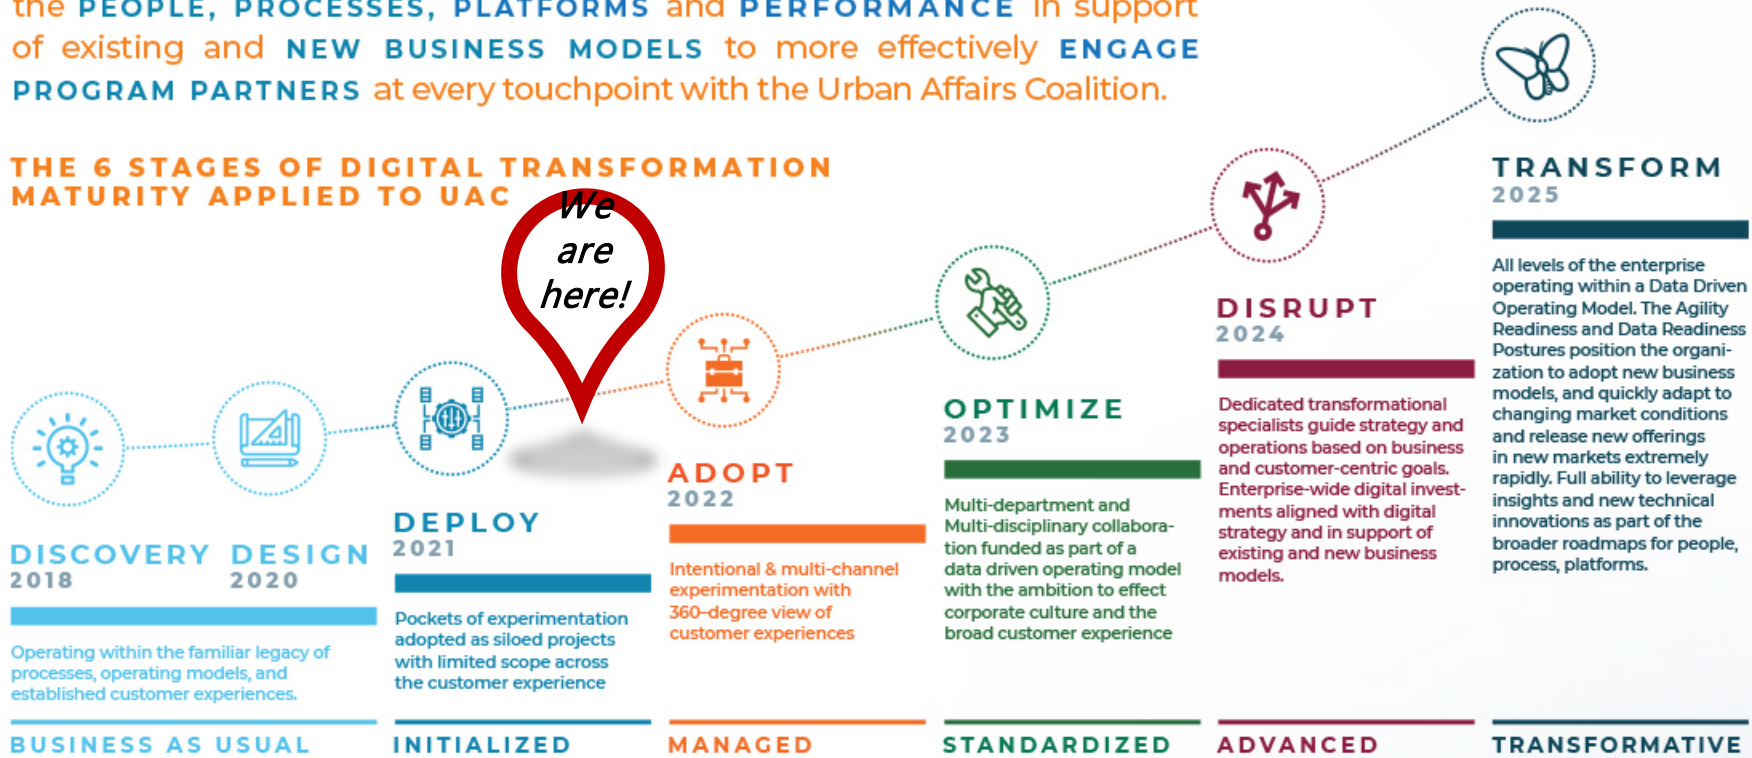 the PEOPLE, PROCESSES, PLATFORMS and PERFORMANCE in support
of existing and NEW BUSINESS MODELS to more effectively ENGAGE
PROGRAM PARTNERS at every touchpoint with the Urban Affairs Coalition.
THE 6 STAGES OF DIGITAL TRANSFORMATION
MATURITY APPLIED TO UAC
We
are
here!
DISCOVERY
2018
DESIGN
2020
Operating within the familiar legacy of
processes, operating models, and
established customer experiences.
BUSINESS AS USUAL
DEPLOY
2021
Pockets of experimentation
adopted as siloed projects
with limited scope across
the customer experience
INITIALIZED
ADOPT
2022
Intentional & multi-channel
experimentation with
360-degree view of
customer experiences
MANAGED
OPTIMIZE
2023
Multi-department and
Multi-disciplinary collabora-
tion funded as part of a
data driven operating model
with the ambition to effect
corporate culture and the
broad customer experience
STANDARDIZED
DISRUPT
2024
Dedicated transformational
specialists guide strategy and
operations based on business
and customer-centric goals.
Enterprise-wide digital invest-
ments aligned with digital
strategy and in support of
existing and new business
models.
ADVANCED
TRANSFORM
2025
All levels of the enterprise
operating within a Data Driven
Operating Model. The Agility
Readiness and Data Readiness
Postures position the organi-
zation to adopt new business
models, and quickly adapt to
changing market conditions
and release new offerings
in new markets extremely
rapidly. Full ability to leverage
insights and new technical
innovations as part of the
broader roadmaps for people,
process, platforms.
TRANSFORMATIVE